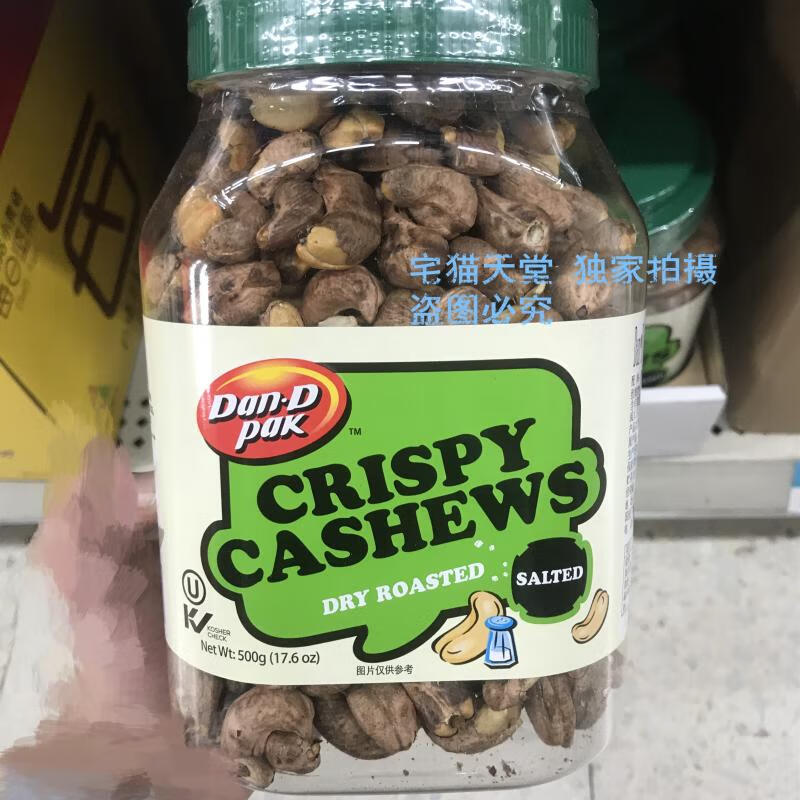 宅猫天堂 独家拍摄
盗图必究
Dan·D
pak
TM
CRISPY
CASHEWS
DRY ROASTED
SALTED
U
KV
KOSHER
CHECK
Net Wt: 500g (17.6 oz)
图片仅供参考